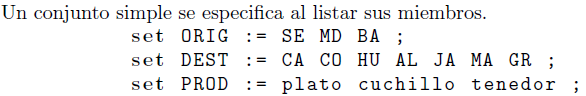 Un conjunto simple se especifica al listar sus miembros.
set ORIG := SE MD BA ;
set DEST := CA CO HU AL JA MA GR ;
set PROD := plato cuchillo tenedor ;